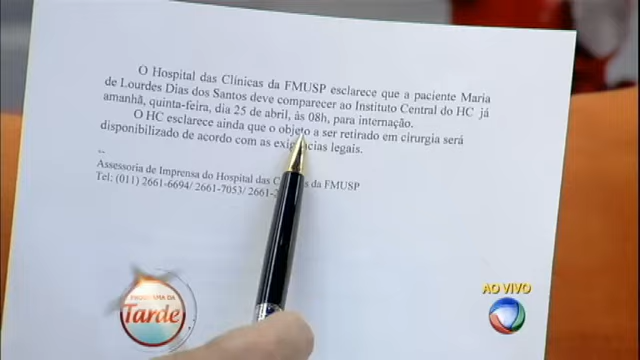 O Hospital das Clínicas da FMUSP esclarece que a paciente Maria
de Lourdes Dias dos Santos deve comparecer ao Instituto Central do HC já
amanhã, quinta-feira, dia 25 de abril, às 08h, para internação.
O HC esclarece ainda que o objeto a ser retirado em cirurgia será
disponibilizado de acordo com as exigências legais.
--
Assessoria de Imprensa do Hospital das da FMUSP
Tel: (011) 2661-6694/ 2661-7053/
PROGRAMA DA
Tarde
AO VIVO